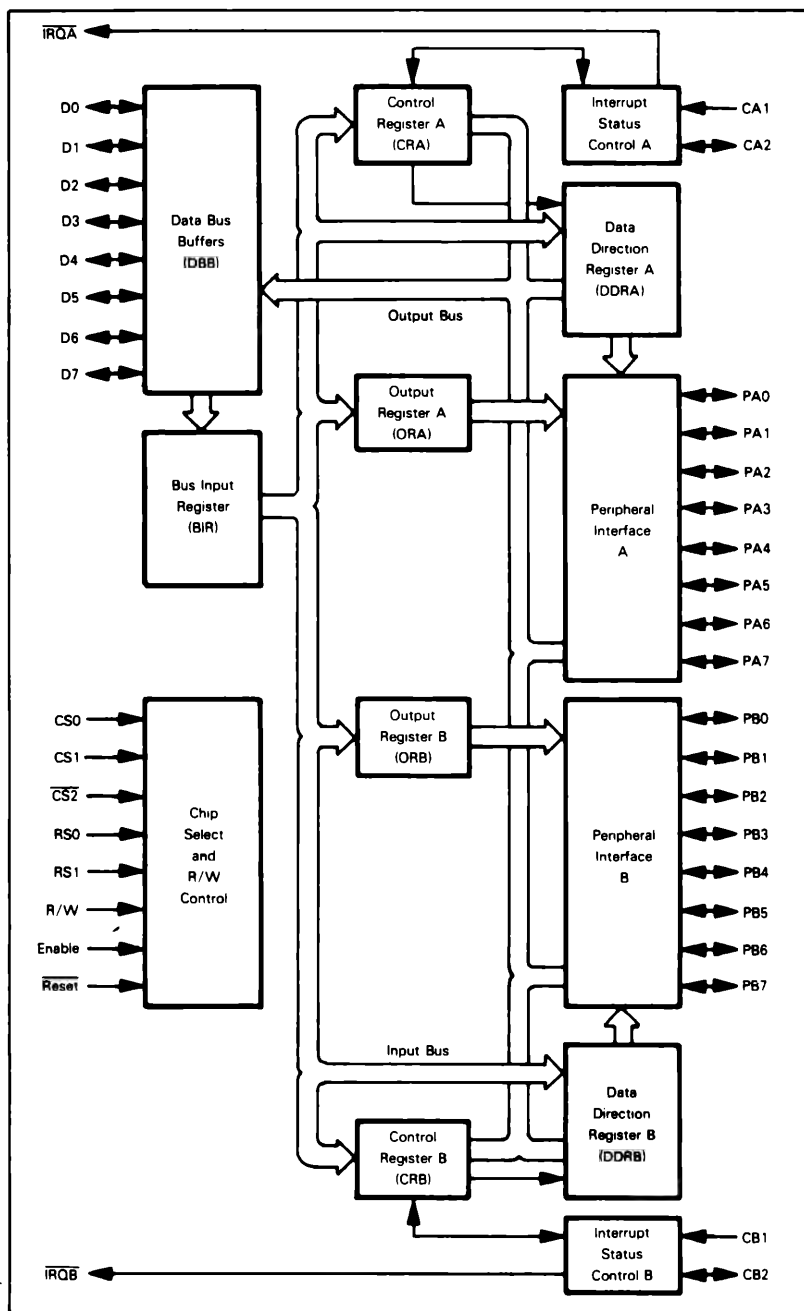 IRQA
D0
D1
D2
D3
D4
D5
D6
D7
Data Bus
Buffers
(DBB)
Bus Input
Register
(BIR)
CS0
CS1
CS2
RS0
RS1
R/W
Enable
Reset
Chip
Select
and
R/W
Control
IRQB
Control
Register A
(CRA)
Output Bus
Output
Register A
(ORA)
Output
Register B
(ORB)
Input Bus
Control
Register B
(CRB)
Interrupt
Status
Control A
CA1
CA2
Data
Direction
Register A
(DDRA)
Peripheral
Interface
A
PA0
PA1
PA2
PA3
PA4
PA5
PA6
PA7
Peripheral
Interface
B
PB0
PB1
PB2
PB3
PB4
PB5
PB6
PB7
Data
Direction
Register B
(DDRB)
Interrupt
Status
Control B
CB1
CB2